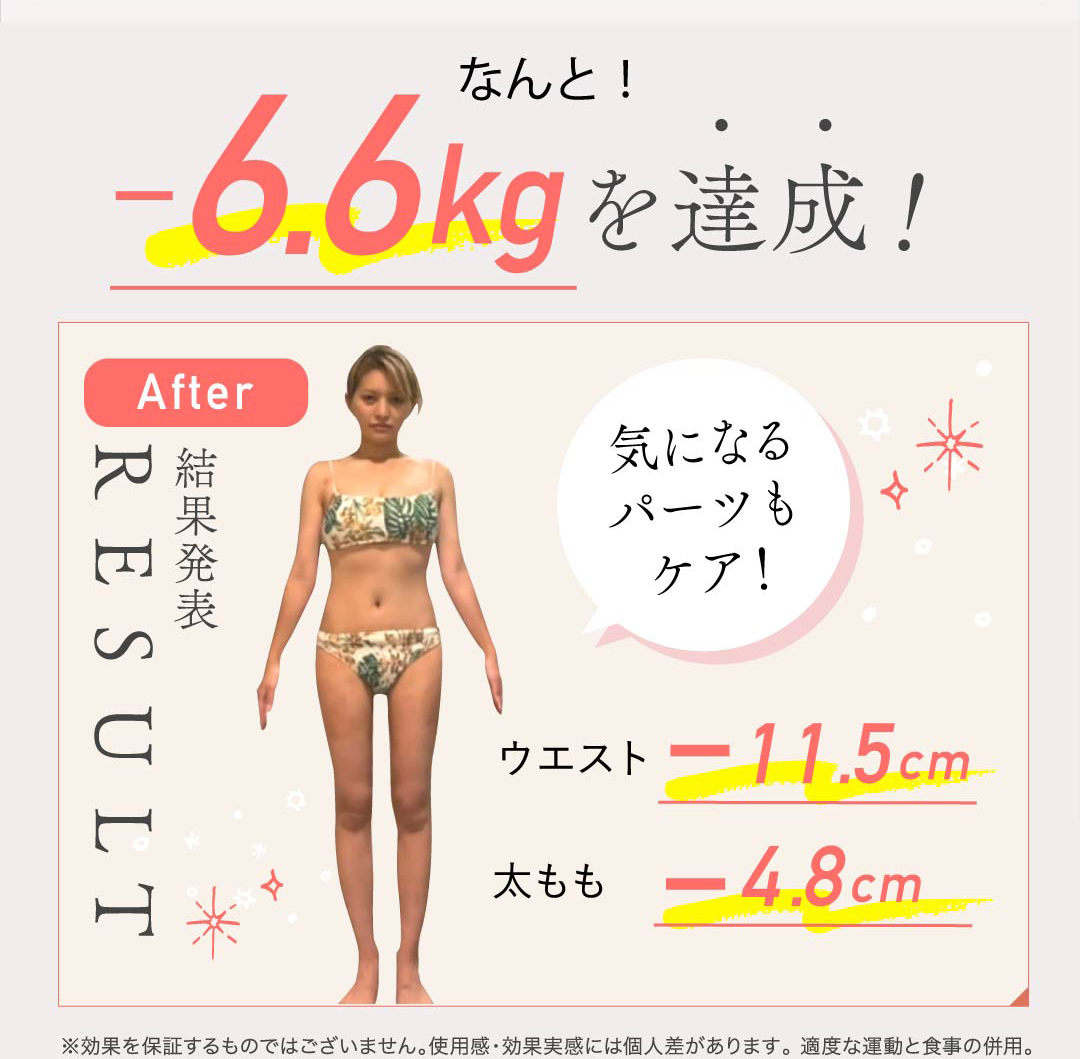 なんと！
-6.6kgを達成！
After
結果発表
RESULT
気になる
パーツも
ケア！
ウエスト -11.5cm
太もも -4.8cm
※効果を保証するものではございません。使用感・効果実感には個人差があります。適度な運動と食事の併用。